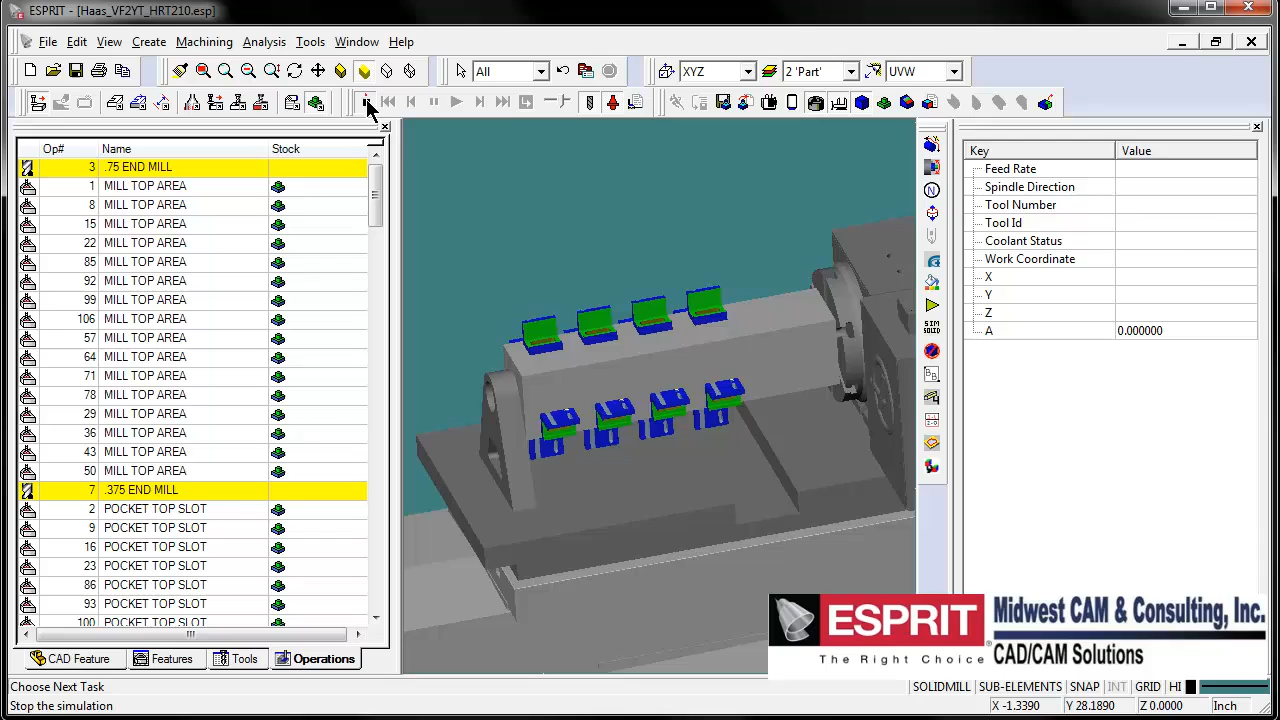 ESPRIT - [Haas_VF2YT_HRT210.esp]
File Edit View Create Machining Analysis Tools Window Help
All XYZ 2 'Part' UVW
Op# Name Stock
3 .75 END MILL
1 MILL TOP AREA
8 MILL TOP AREA
15 MILL TOP AREA
22 MILL TOP AREA
85 MILL TOP AREA
92 MILL TOP AREA
99 MILL TOP AREA
106 MILL TOP AREA
57 MILL TOP AREA
64 MILL TOP AREA
71 MILL TOP AREA
78 MILL TOP AREA
29 MILL TOP AREA
36 MILL TOP AREA
43 MILL TOP AREA
50 MILL TOP AREA
7 .375 END MILL
2 POCKET TOP SLOT
9 POCKET TOP SLOT
16 POCKET TOP SLOT
23 POCKET TOP SLOT
86 POCKET TOP SLOT
93 POCKET TOP SLOT
100 POCKET TOP SLOT
CAD Feature Features Tools Operations
SIM
SOLID
Key Value
Feed Rate
Spindle Direction
Tool Number
Tool Id
Coolant Status
Work Coordinate
X
Y
Z
A 0.000000
ESPRIT®
The Right Choice
Midwest CAM & Consulting, Inc.
CAD/CAM Solutions
Choose Next Task
SOLIDMILL SUB-ELEMENTS SNAP INT GRID HI
Stop the simulation
X -1.3390 Y 28.1890 Z 0.0000 Inch